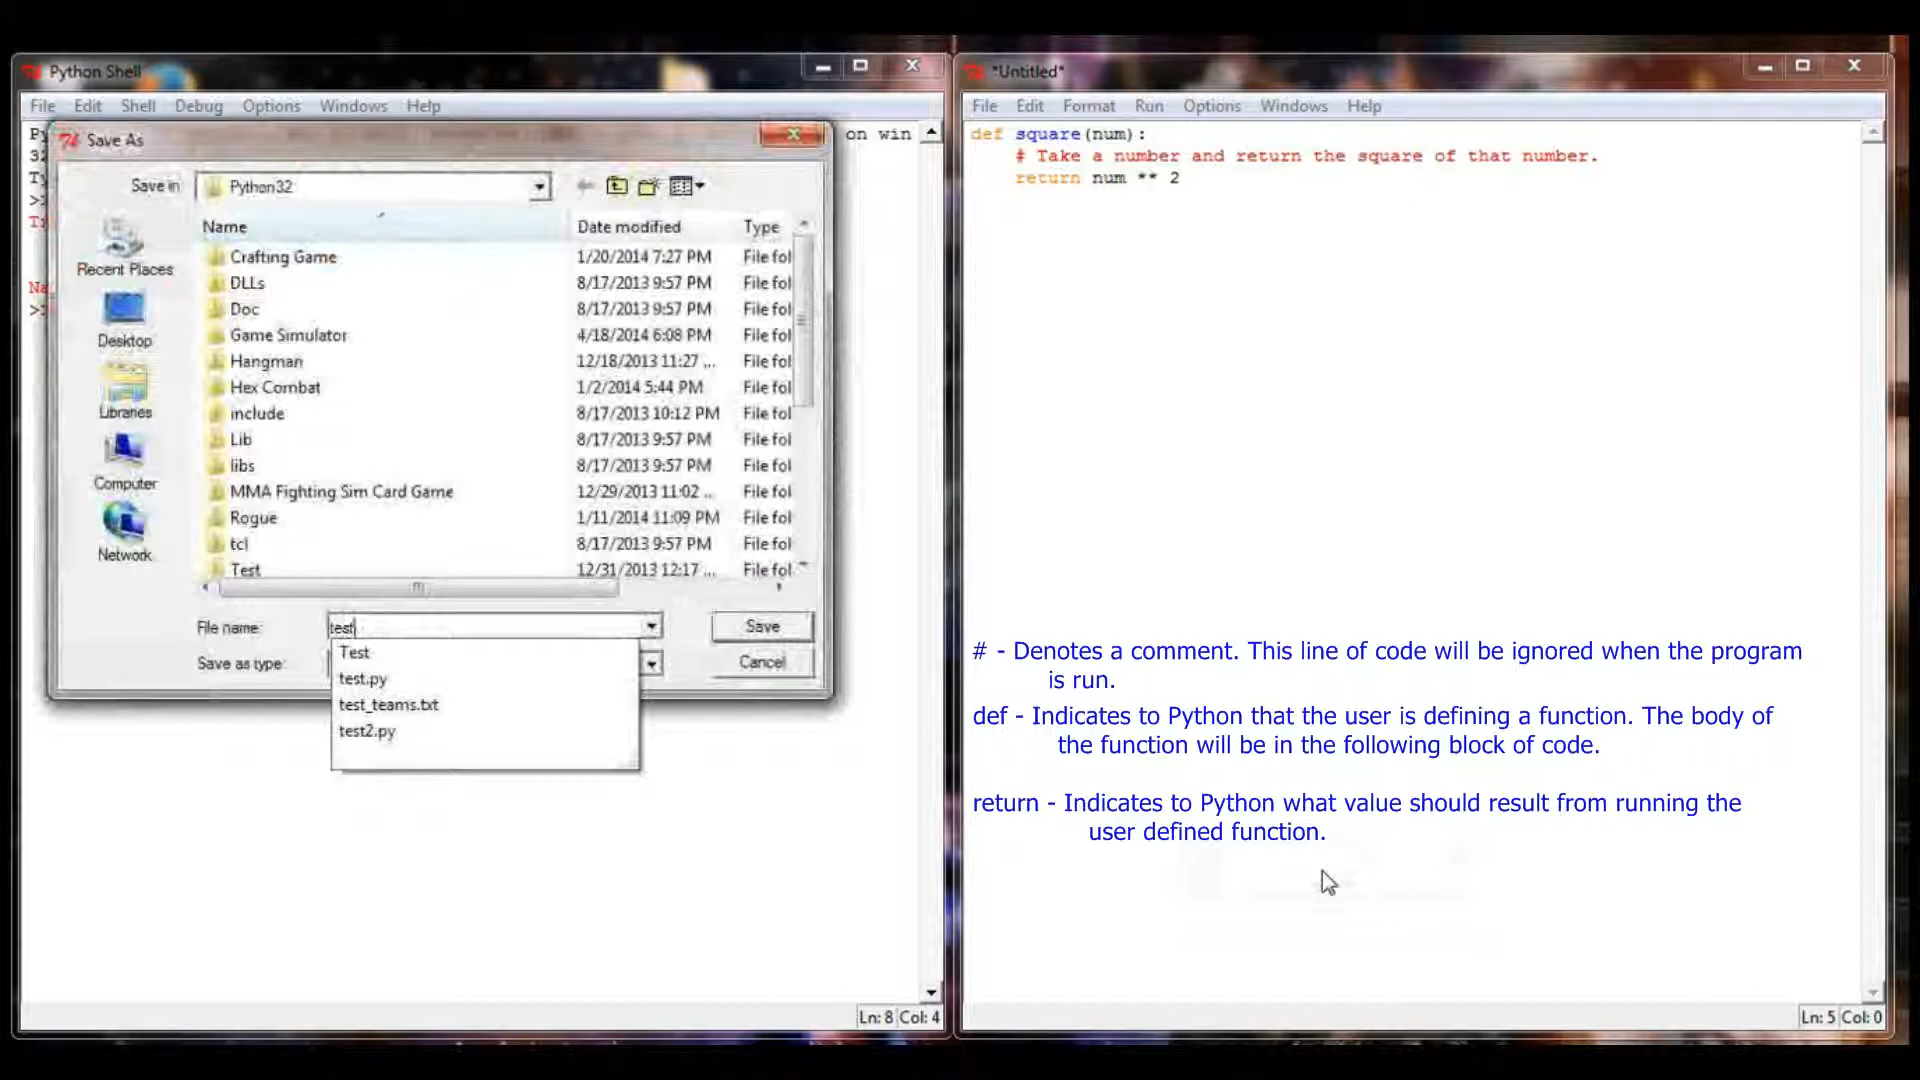 Python Shell
File Edit Shell Debug Options Windows Help
on win
Save As
Save in: Python32
Name Date modified Type
Recent Places
Desktop
Libraries
Computer
Network
Crafting Game 1/20/2014 7:27 PM File fol
DLLs 8/17/2013 9:57 PM File fol
Doc 8/17/2013 9:57 PM File fol
Game Simulator 4/18/2014 6:08 PM File fol
Hangman 12/18/2013 11:27 ... File fol
Hex Combat 1/2/2014 5:44 PM File fol
include 8/17/2013 10:12 PM File fol
Lib 8/17/2013 9:57 PM File fol
libs 8/17/2013 9:57 PM File fol
MMA Fighting Sim Card Game 12/29/2013 11:02 ... File fol
Rogue 1/11/2014 11:09 PM File fol
tcl 8/17/2013 9:57 PM File fol
Test 12/31/2013 12:17 ... File fol
File name: test Save
Save as type: Cancel
Test
test.py
test_teams.txt
test2.py
Ln: 8 Col: 4
*Untitled*
File Edit Format Run Options Windows Help
def square(num):
# Take a number and return the square of that number.
return num ** 2
# - Denotes a comment. This line of code will be ignored when the program
is run.
def - Indicates to Python that the user is defining a function. The body of
the function will be in the following block of code.
return - Indicates to Python what value should result from running the
user defined function.
Ln: 5 Col: 0